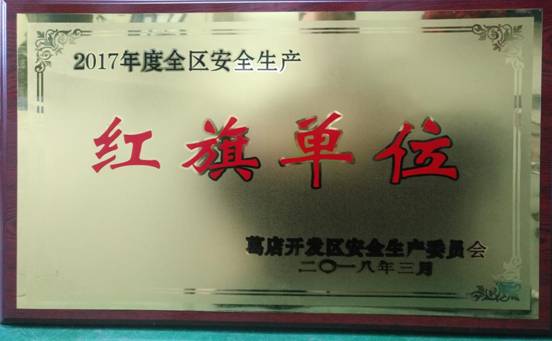 2017年度全区安全生产
红旗单位
葛店开发区安全生产委员会
二〇一八年三月